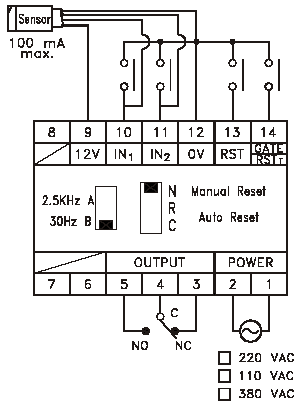 Sensor
100 mA
max.
8 9 10 11 12 13 14
12V IN1 IN2 0V RST GATE
RST T
2.5KHz A
30Hz B
N
R
C
Manual Reset
Auto Reset
OUTPUT POWER
7 6 5 4 3 2 1
C
NO NC
220 VAC
110 VAC
380 VAC